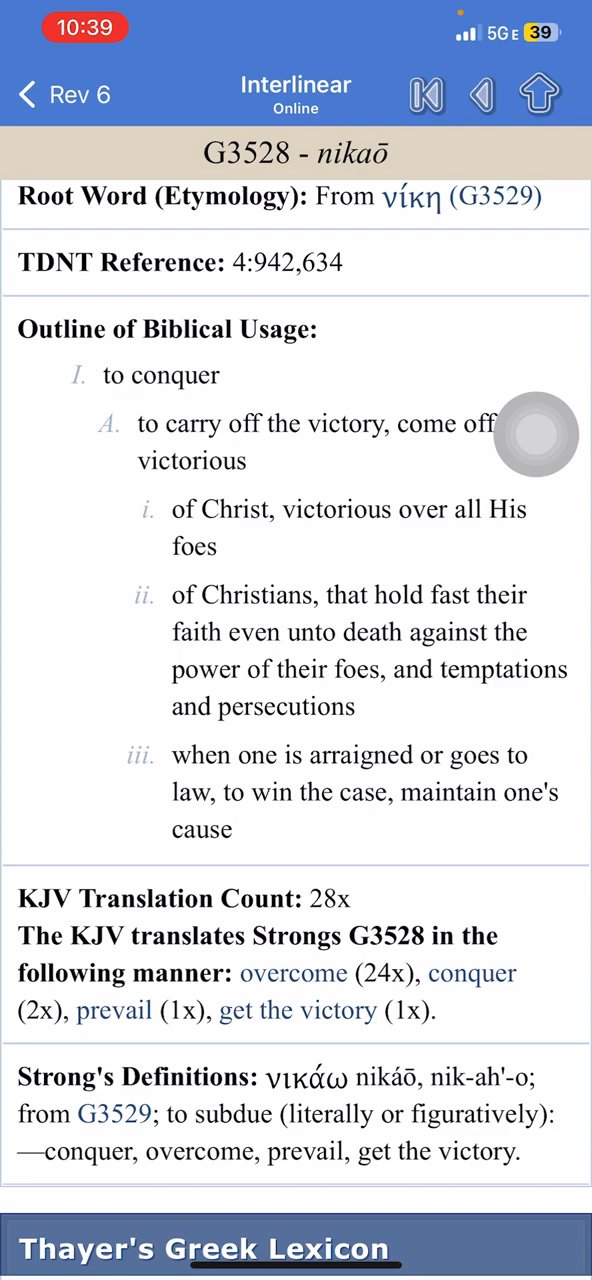 10:39
5GE 39
Rev 6
Interlinear
Online
G3528 - nikaō
Root Word (Etymology): From νίκη (G3529)
TDNT Reference: 4:942,634
Outline of Biblical Usage:
I. to conquer
A. to carry off the victory, come off
victorious
i. of Christ, victorious over all His
foes
ii. of Christians, that hold fast their
faith even unto death against the
power of their foes, and temptations
and persecutions
iii. when one is arraigned or goes to
law, to win the case, maintain one's
cause
KJV Translation Count: 28x
The KJV translates Strongs G3528 in the
following manner: overcome (24x), conquer
(2x), prevail (1x), get the victory (1x).
Strong's Definitions: νικάω nikáō, nik-ah'-o;
from G3529; to subdue (literally or figuratively):
—conquer, overcome, prevail, get the victory.
Thayer's Greek Lexicon